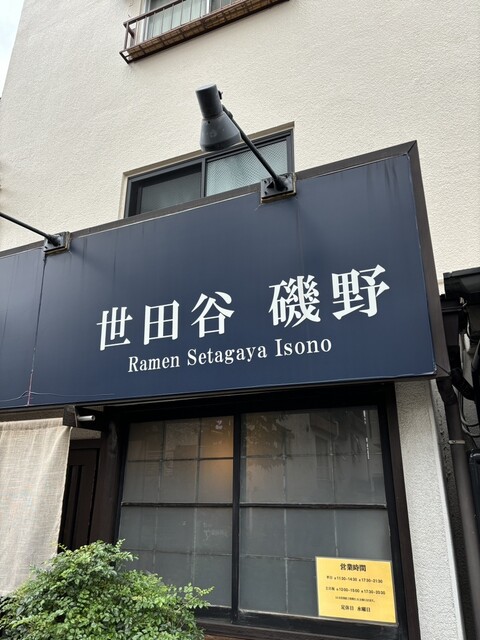 世田谷 磯野
Ramen Setagaya Isono
営業時間
定休日 水曜日